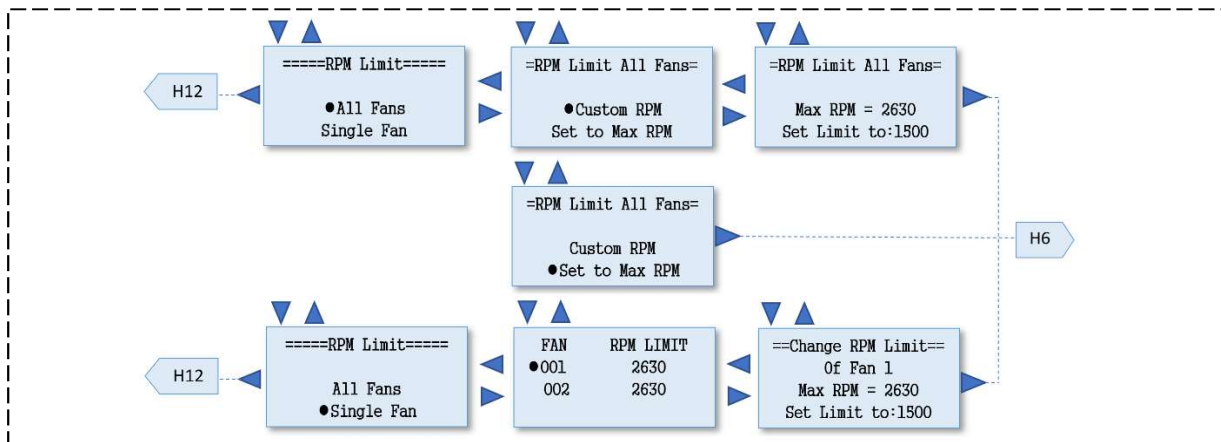 =====RPM Limit=====
●All Fans
Single Fan
=RPM Limit All Fans=
●Custom RPM
Set to Max RPM
=RPM Limit All Fans=
Max RPM = 2630
Set Limit to:1500
H12
=RPM Limit All Fans=
Custom RPM
●Set to Max RPM
H6
=====RPM Limit=====
All Fans
●Single Fan
FAN RPM LIMIT
●001 2630
002 2630
==Change RPM Limit==
Of Fan 1
Max RPM = 2630
Set Limit to:1500
H12